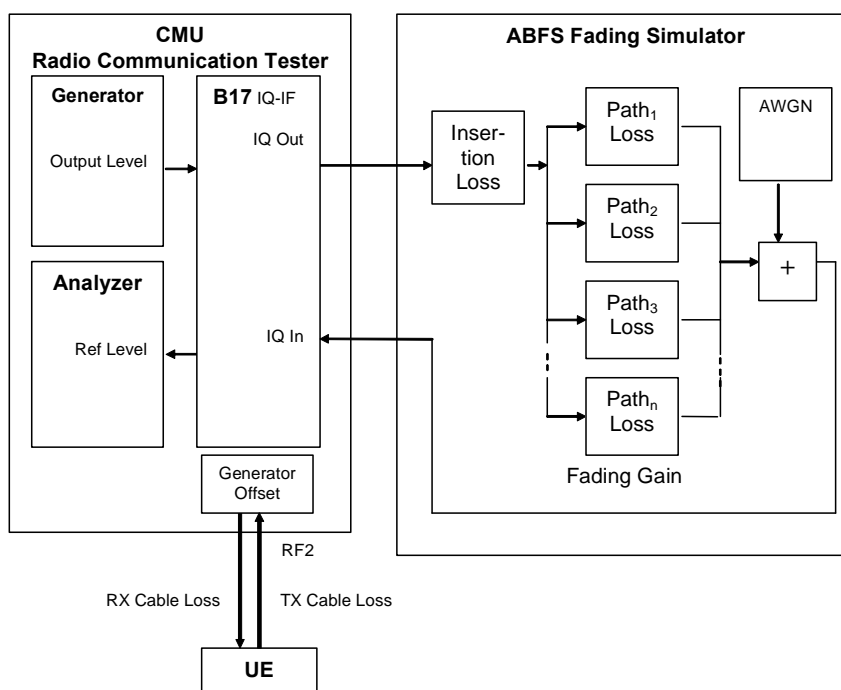 CMU
Radio Communication Tester
Generator
Output Level
B17 IQ-IF
IQ Out
IQ In
Analyzer
Ref Level
Generator
Offset
RF2
RX Cable Loss
TX Cable Loss
UE
ABFS Fading Simulator
Inser-
tion
Loss
Path1
Loss
Path2
Loss
Path3
Loss
Pathn
Loss
Fading Gain
AWGN
+